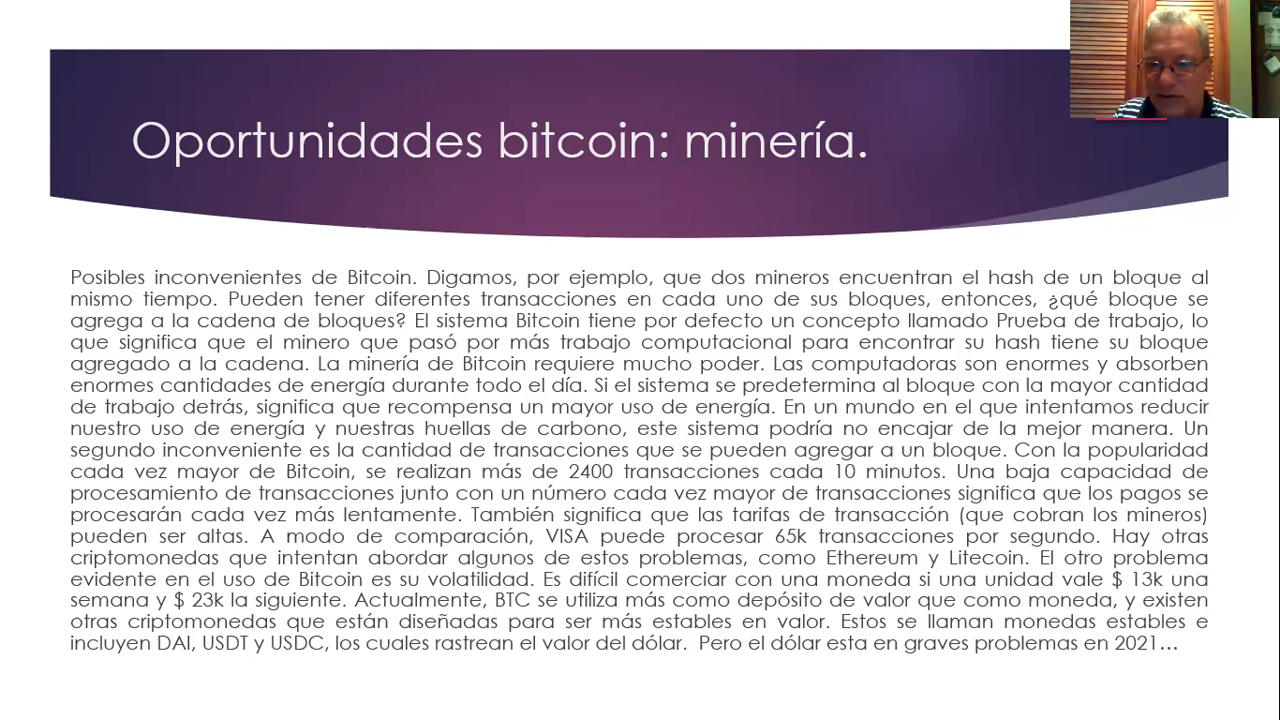 Oportunidades bitcoin: minería.
Posibles inconvenientes de Bitcoin. Digamos, por ejemplo, que dos mineros encuentran el hash de un bloque al
mismo tiempo. Pueden tener diferentes transacciones en cada uno de sus bloques, entonces, ¿qué bloque se
agrega a la cadena de bloques? El sistema Bitcoin tiene por defecto un concepto llamado Prueba de trabajo, lo
que significa que el minero que pasó por más trabajo computacional para encontrar su hash tiene su bloque
agregado a la cadena. La minería de Bitcoin requiere mucho poder. Las computadoras son enormes y absorben
enormes cantidades de energía durante todo el día. Si el sistema se predetermina al bloque con la mayor cantidad
de trabajo detrás, significa que recompensa un mayor uso de energía. En un mundo en el que intentamos reducir
nuestro uso de energía y nuestras huellas de carbono, este sistema podría no encajar de la mejor manera. Un
segundo inconveniente es la cantidad de transacciones que se pueden agregar a un bloque. Con la popularidad
cada vez mayor de Bitcoin, se realizan más de 2400 transacciones cada 10 minutos. Una baja capacidad de
procesamiento de transacciones junto con un número cada vez mayor de transacciones significa que los pagos se
procesarán cada vez más lentamente. También significa que las tarifas de transacción (que cobran los mineros)
pueden ser altas. A modo de comparación, VISA puede procesar 65k transacciones por segundo. Hay otras
criptomonedas que intentan abordar algunos de estos problemas, como Ethereum y Litecoin. El otro problema
evidente en el uso de Bitcoin es su volatilidad. Es difícil comerciar con una moneda si una unidad vale $ 13k una
semana y $ 23k la siguiente. Actualmente, BTC se utiliza más como depósito de valor que como moneda, y existen
otras criptomonedas que están diseñadas para ser más estables en valor. Estos se llaman monedas estables e
incluyen DAI, USDT y USDC, los cuales rastrean el valor del dólar.  Pero el dólar esta en graves problemas en 2021...